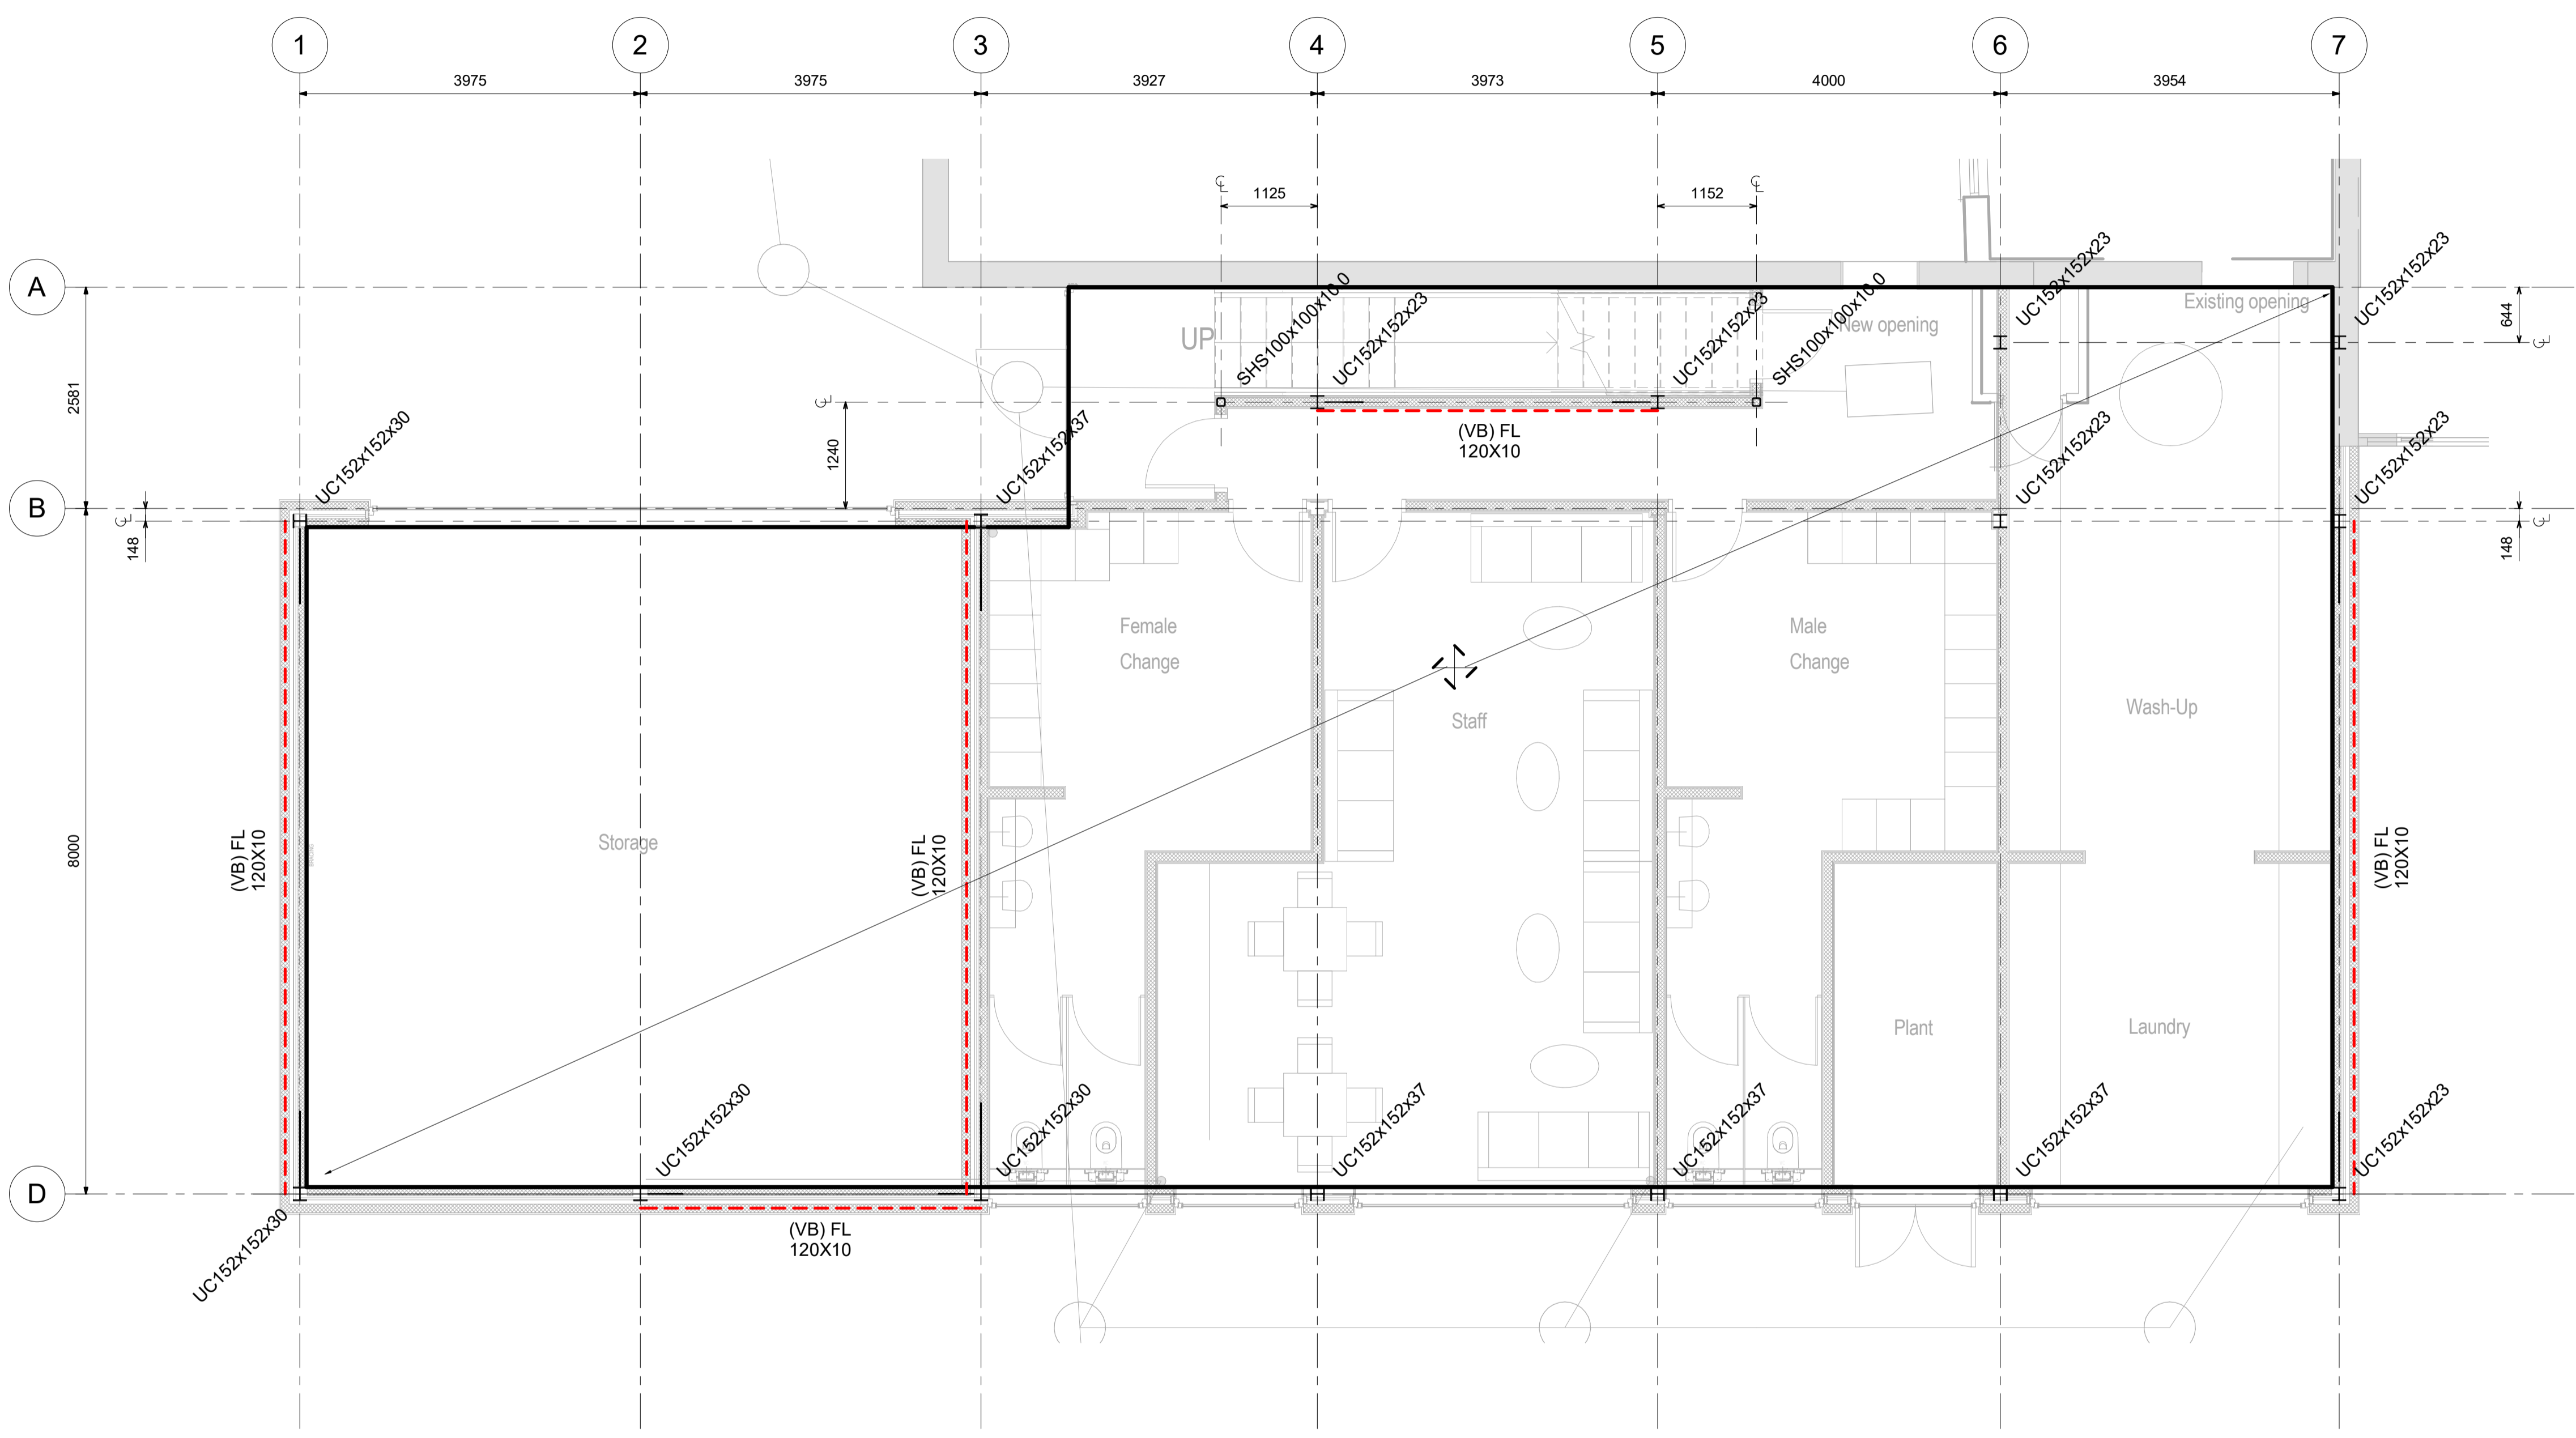 1
2
3
4
5
6
7
3975
3975
3927
3973
4000
3954
1125
1152
A
B
D
2581
8000
148
1240
644
148
UC152x152x30
UC152x152x37
SHS100x100x10.0
UC152x152x23
UC152x152x23
SHS100x100x10.0
UC152x152x23
UC152x152x23
UC152x152x23
UC152x152x23
UP
New opening
Existing opening
(VB) FL
120X10
Female
Change
Staff
Male
Change
Wash-Up
Storage
(VB) FL
120X10
(VB) FL
120X10
(VB) FL
120X10
Plant
Laundry
UC152x152x30
UC152x152x30
UC152x152x37
UC152x152x37
UC152x152x37
UC152x152x23
UC152x152x30
(VB) FL
120X10